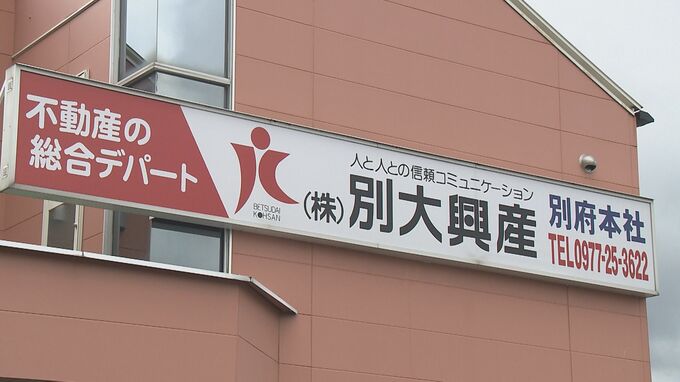 不動産の
総合デパート
BETSUDAI
KOHSAN
人と人との信頼コミュニケーション
(株)別大興産
別府本社
TEL0977-25-3622